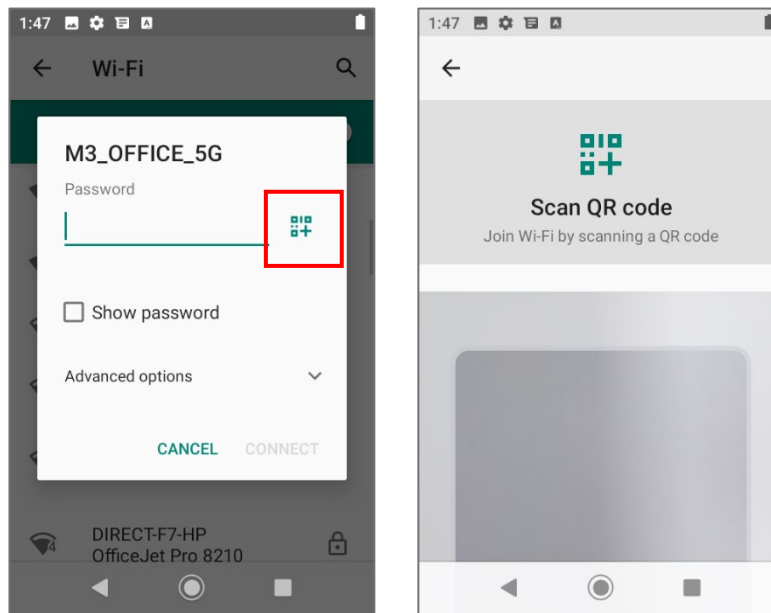 1:47
Wi-Fi
M3_OFFICE_5G
Password
Show password
Advanced options
CANCEL CONNECT
DIRECT-F7-HP
OfficeJet Pro 8210
1:47
Scan QR code
Join Wi-Fi by scanning a QR code